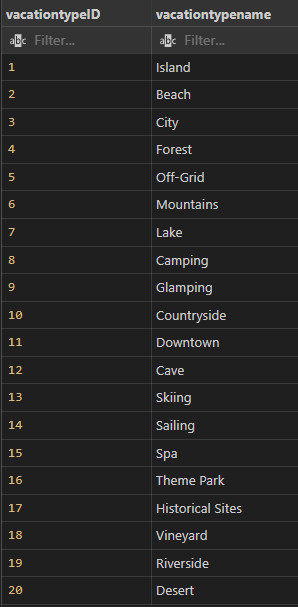 vacationtypeID vacationtypename
abc Filter... abc Filter...
1 Island
2 Beach
3 City
4 Forest
5 Off-Grid
6 Mountains
7 Lake
8 Camping
9 Glamping
10 Countryside
11 Downtown
12 Cave
13 Skiing
14 Sailing
15 Spa
16 Theme Park
17 Historical Sites
18 Vineyard
19 Riverside
20 Desert